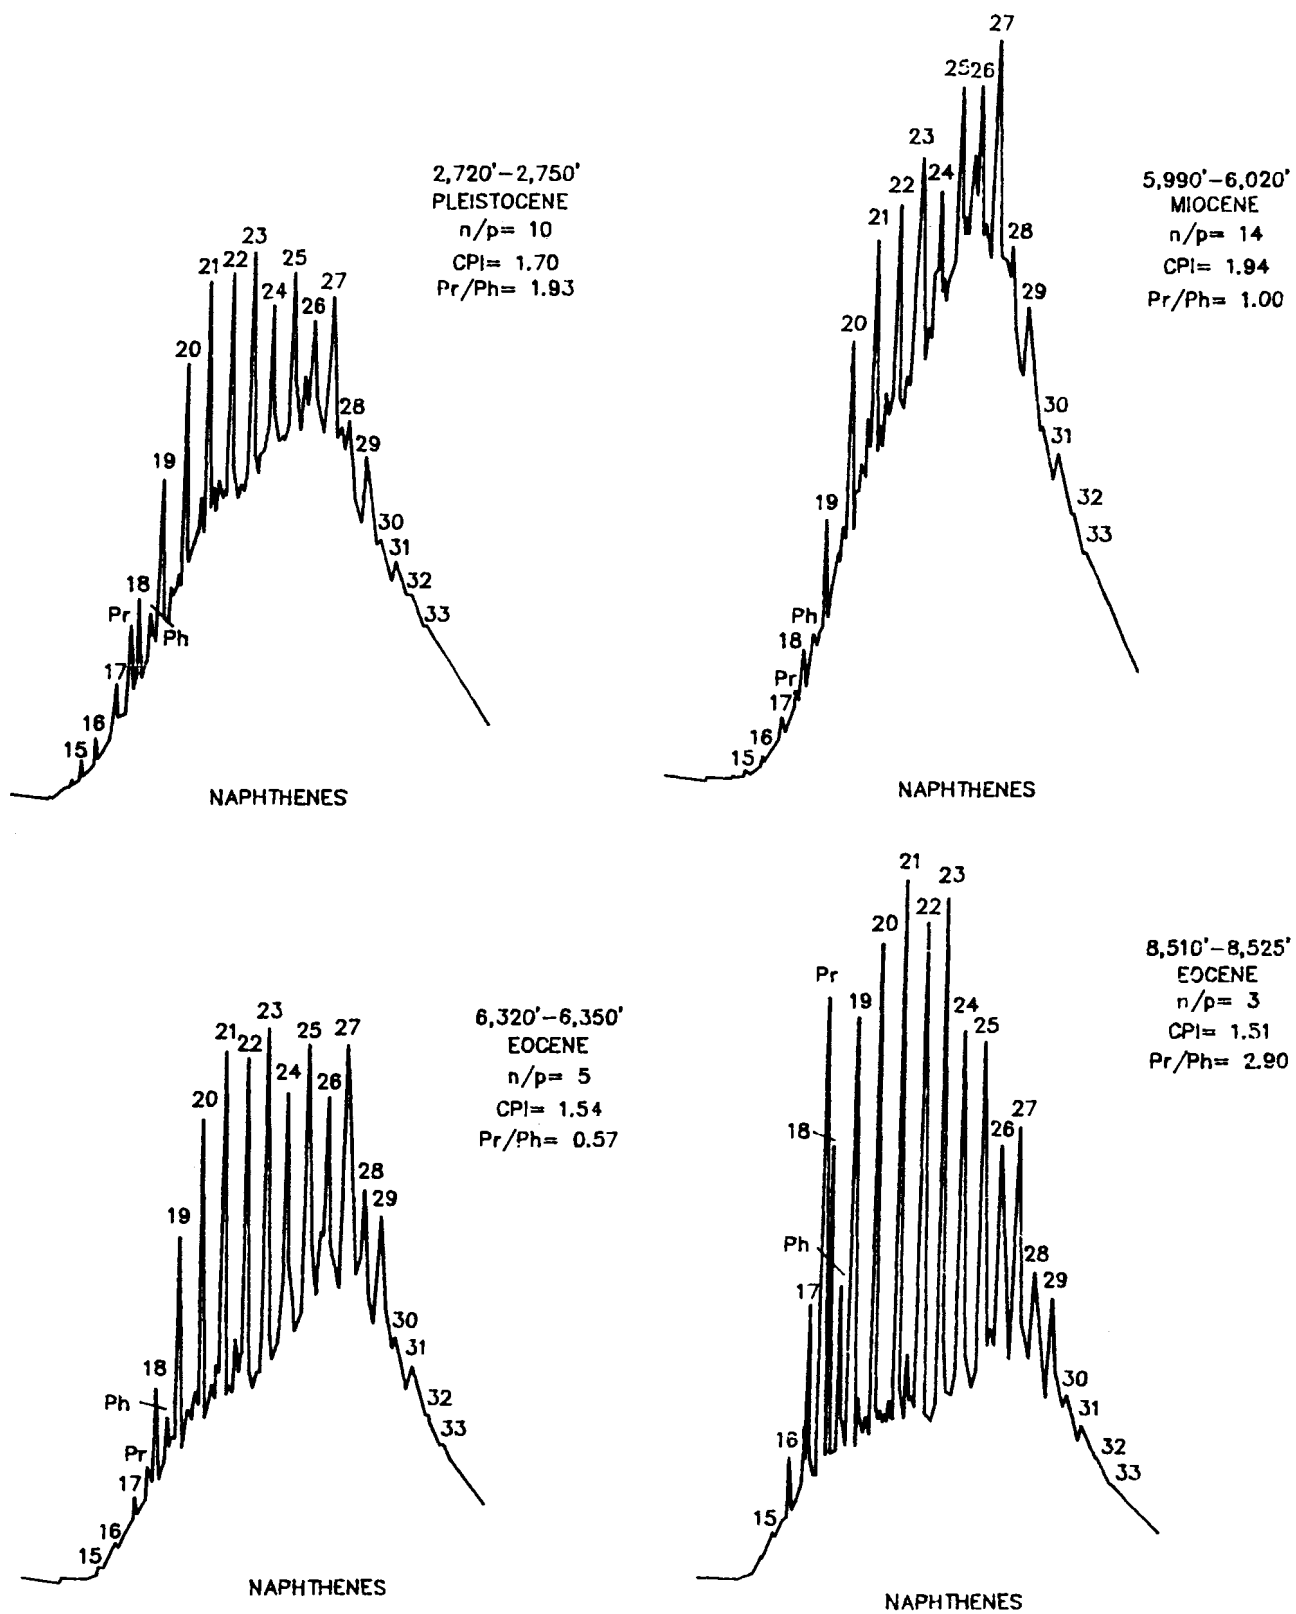 2,720'-2,750'
PLEISTOCENE
n/p= 10
CPI= 1.70
Pr/Ph= 1.93
15
16
17
Pr
18
Ph
19
20
21
22
23
24
25
26
27
28
29
30
31
32
33
NAPHTHENES
5,990'-6,020'
MIOCENE
n/p= 14
CPI= 1.94
Pr/Ph= 1.00
15
16
17
Pr
18
Ph
19
20
21
22
23
24
25
26
27
28
29
30
31
32
33
NAPHTHENES
6,320'-6,350'
EOCENE
n/p= 5
CPI= 1.54
Pr/Ph= 0.57
15
16
17
Pr
18
Ph
19
20
21
22
23
24
25
26
27
28
29
30
31
32
33
NAPHTHENES
8,510'-8,525'
EOCENE
n/p= 3
CPI= 1.51
Pr/Ph= 2.90
15
16
17
Pr
18
Ph
19
20
21
22
23
24
25
26
27
28
29
30
31
32
33
NAPHTHENES